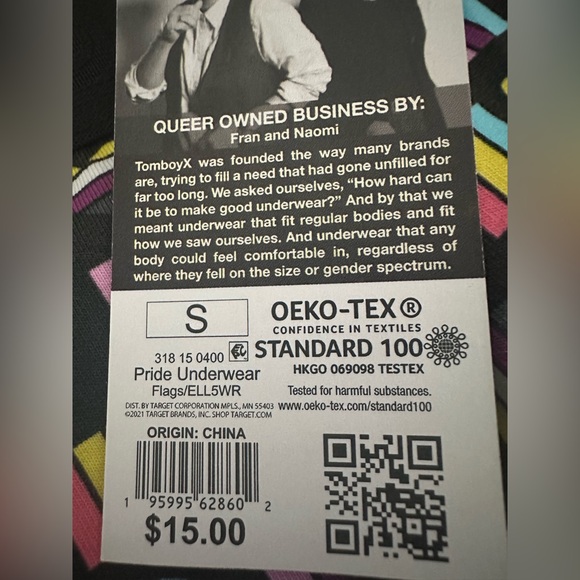 QUEER OWNED BUSINESS BY:
Fran and Naomi
TomboyX was founded the way many brands
are, trying to fill a need that had gone unfilled for
far too long. We asked ourselves, “How hard can
it be to make good underwear?” And by that we
meant underwear that fit regular bodies and fit
how we saw ourselves. And underwear that any
body could feel comfortable in, regardless of
where they fell on the size or gender spectrum.
S
318 15 0400
Pride Underwear
Flags/ELL5WR
DIST. BY TARGET CORPORATION MPLS., MN 55403
©2021 TARGET BRANDS, INC. SHOP TARGET.COM
ORIGIN: CHINA
1 95995 62860 2
$15.00
OEKO-TEX®
CONFIDENCE IN TEXTILES
STANDARD 100
HKGO 069098 TESTEX
Tested for harmful substances.
www.oeko-tex.com/standard100